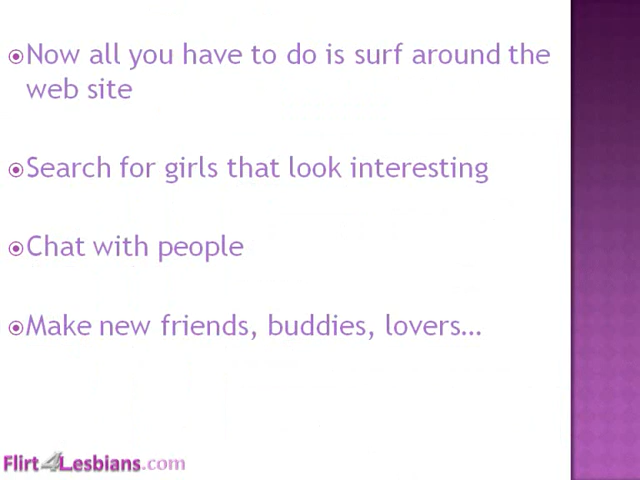 Now all you have to do is surf around the
web site
Search for girls that look interesting
Chat with people
Make new friends, buddies, lovers...
Flirt4Lesbians.com